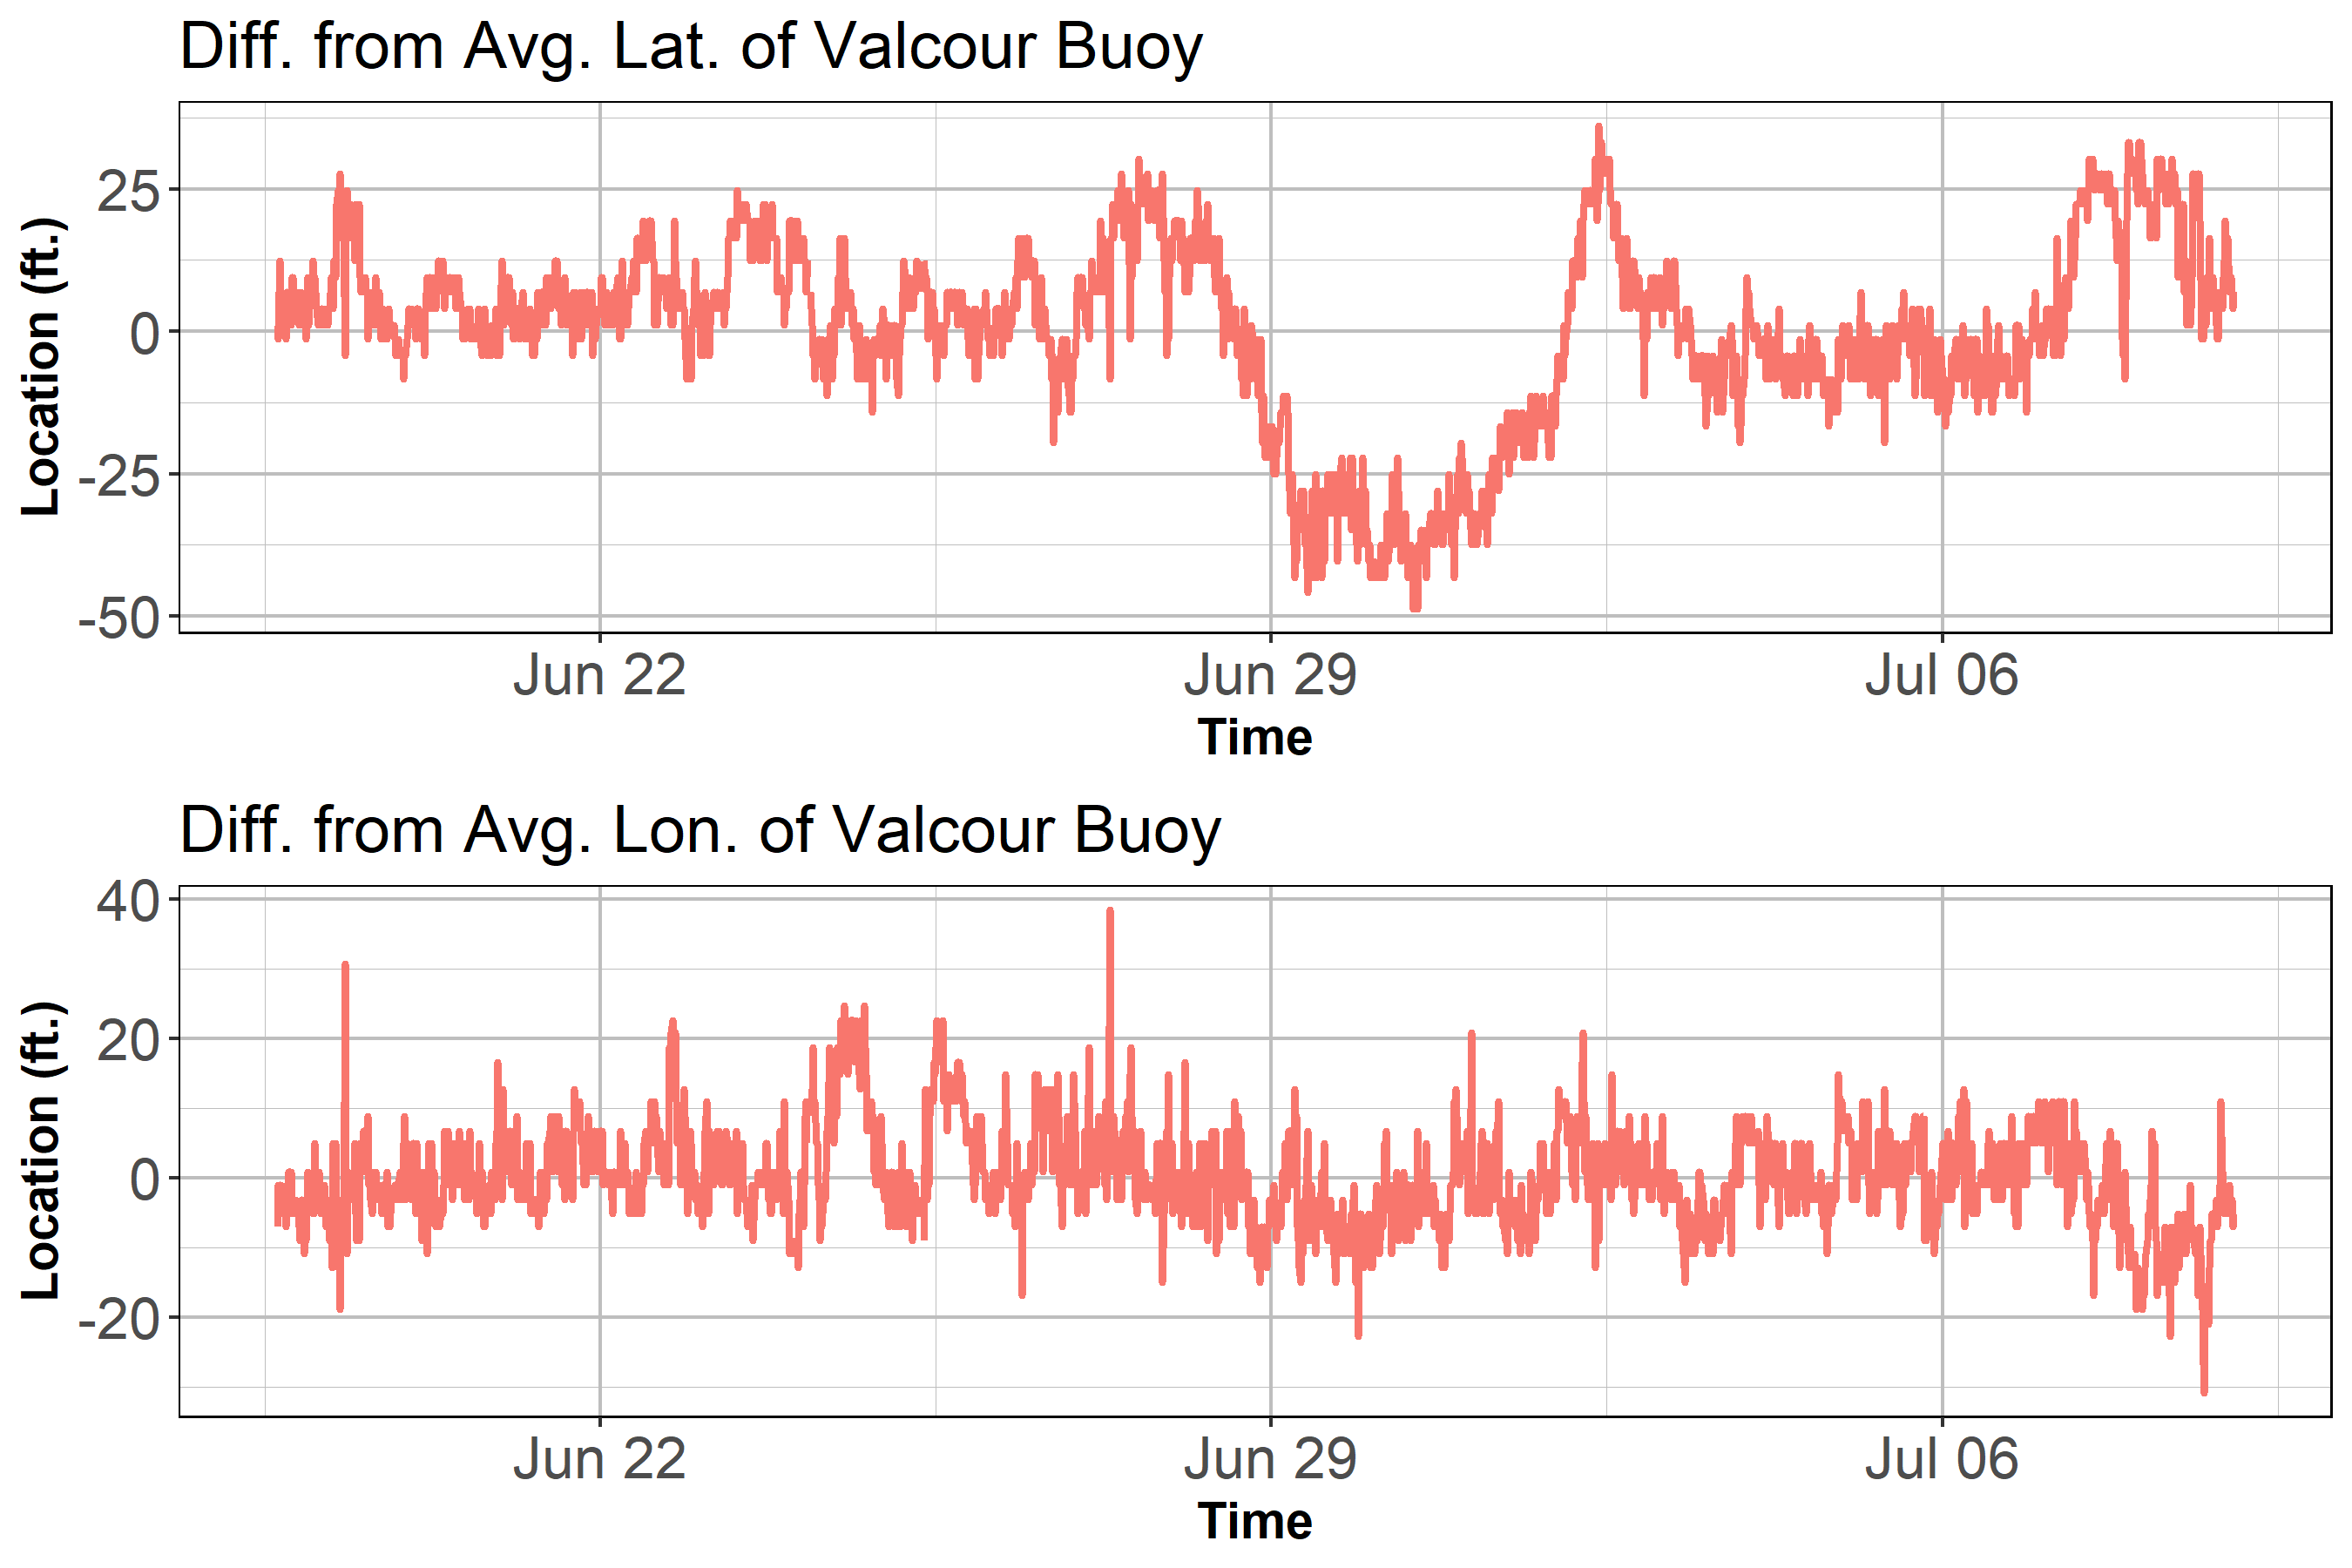 Diff. from Avg. Lat. of Valcour Buoy
Location (ft.)
25
0
-25
-50
Jun 22 Jun 29 Jul 06
Time
Diff. from Avg. Lon. of Valcour Buoy
Location (ft.)
40
20
0
-20
Jun 22 Jun 29 Jul 06
Time